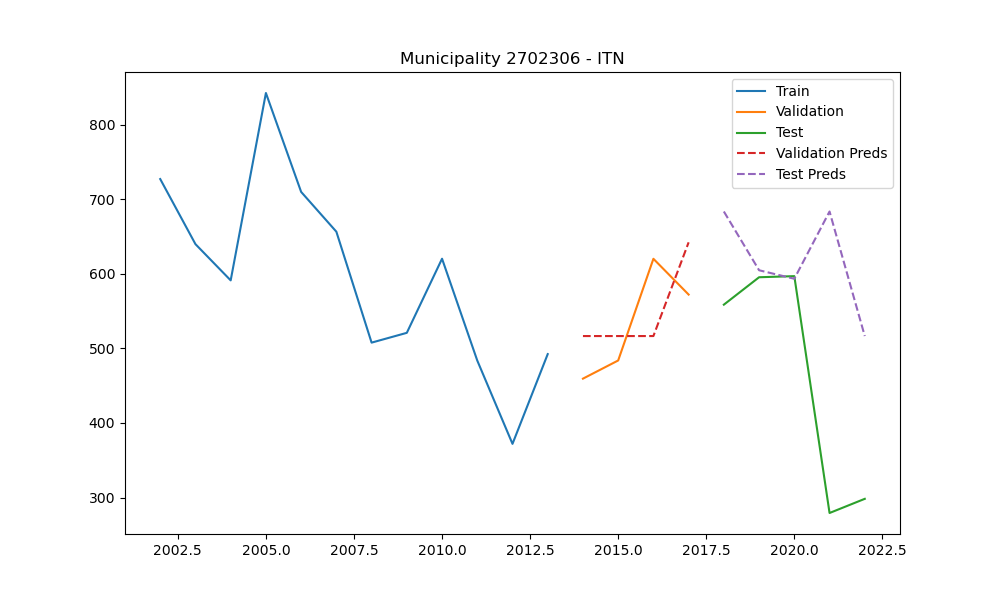 Municipality 2702306 - ITN
Train
Validation
Test
Validation Preds
Test Preds
800
700
600
500
400
300
2002.5 2005.0 2007.5 2010.0 2012.5 2015.0 2017.5 2020.0 2022.5